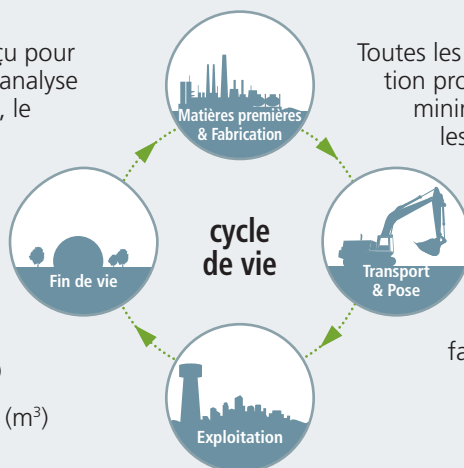 çu pour
analyse
, le
Toutes les
tion pro
minim
les
Matières premières
& Fabrication
cycle
de vie
Fin de vie
Transport
& Pose
fa
)
(m³)
Exploitation